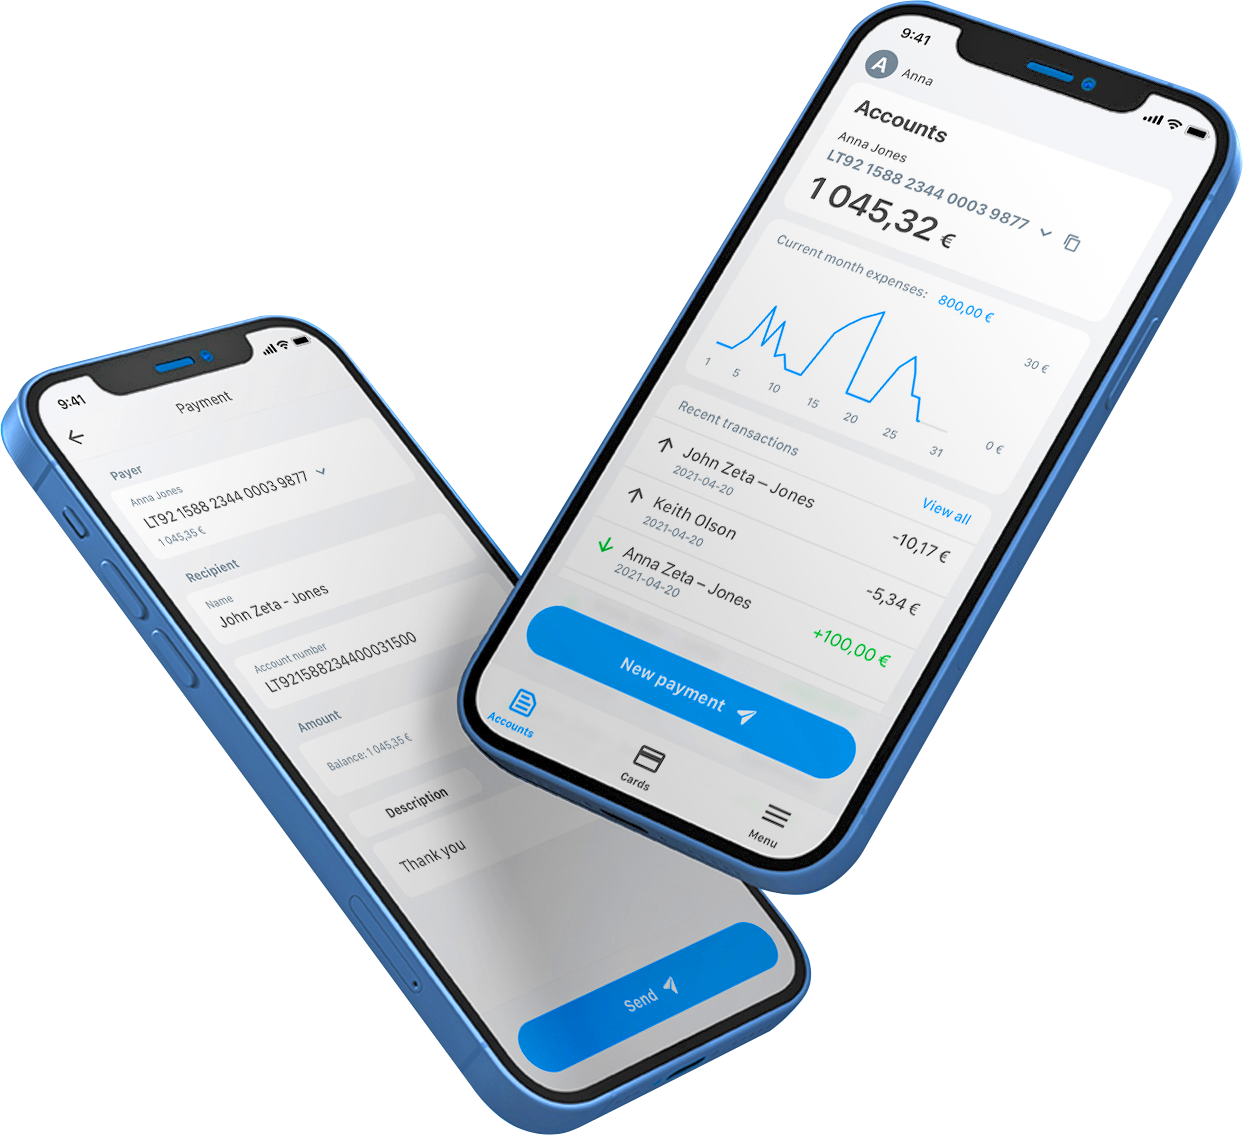 9:41
A Anna
Accounts
Anna Jones
LT92 1588 2344 0003 9877
1 045,32 €
Current month expenses: 800,00 €
30 €
0 €
1 5 10 15 20 25 31
Recent transactions
View all
John Zeta – Jones
2021-04-20
-10,17 €
Keith Olson
2021-04-20
-5,34 €
Anna Zeta – Jones
2021-04-20
+100,00 €
New payment
Accounts
Cards
Menu
9:41
Payment
Payer
Anna Jones
LT92 1588 2344 0003 9877
1 045,35 €
Recipient
Name
John Zeta - Jones
Account number
LT921588234400031500
Amount
Balance: 1 045,35 €
Description
Thank you
Send